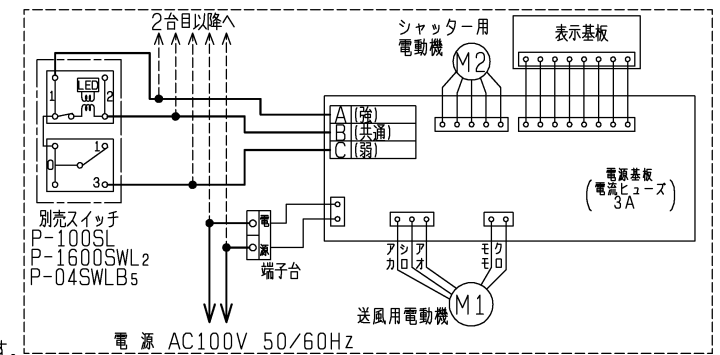 2台目以降へ
シャッター用
電動機
M2
表示基板
LED
1
2
A(強)
B(共通)
C(弱)
0
1
3
別売スイッチ
P-100SL
P-1600SWL2
P-04SWLB5
電
源
端子台
電源基板
(電流ヒューズ)
3A
アカ
シロ
アオ
モモ
クロ
送風用電動機
M1
電 源 AC100V 50/60Hz
す.